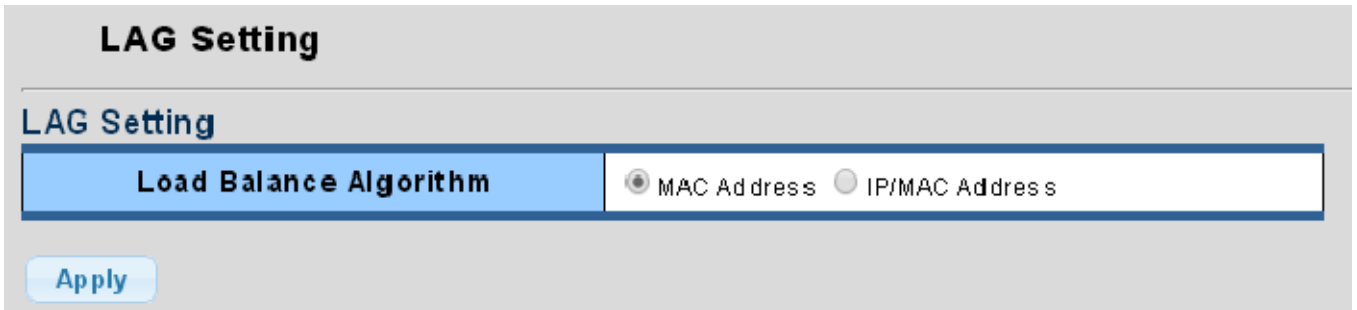 LAG Setting
LAG Setting
Load Balance Algorithm MAC Address IP/MAC Address
Apply